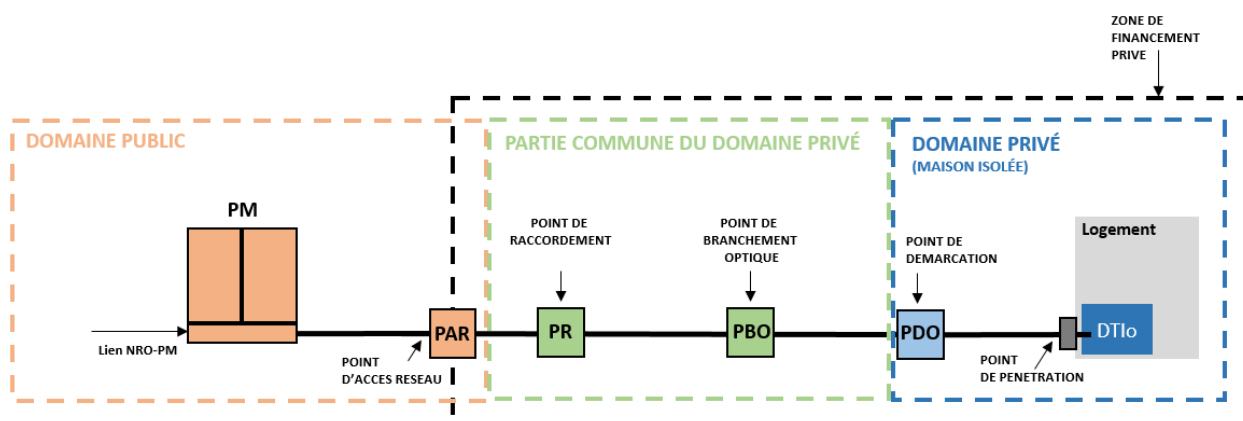 ZONE DE
FINANCEMENT
PRIVE
DOMAINE PUBLIC
PARTIE COMMUNE DU DOMAINE PRIVÉ
DOMAINE PRIVÉ
(MAISON ISOLÉE)
PM
POINT DE
RACCORDEMENT
POINT DE
BRANCHEMENT
OPTIQUE
POINT DE
DEMARCATION
Logement
PAR
PR
PBO
PDO
DTIo
Lien NRO-PM
POINT
D’ACCES RESEAU
POINT
DE PENETRATION